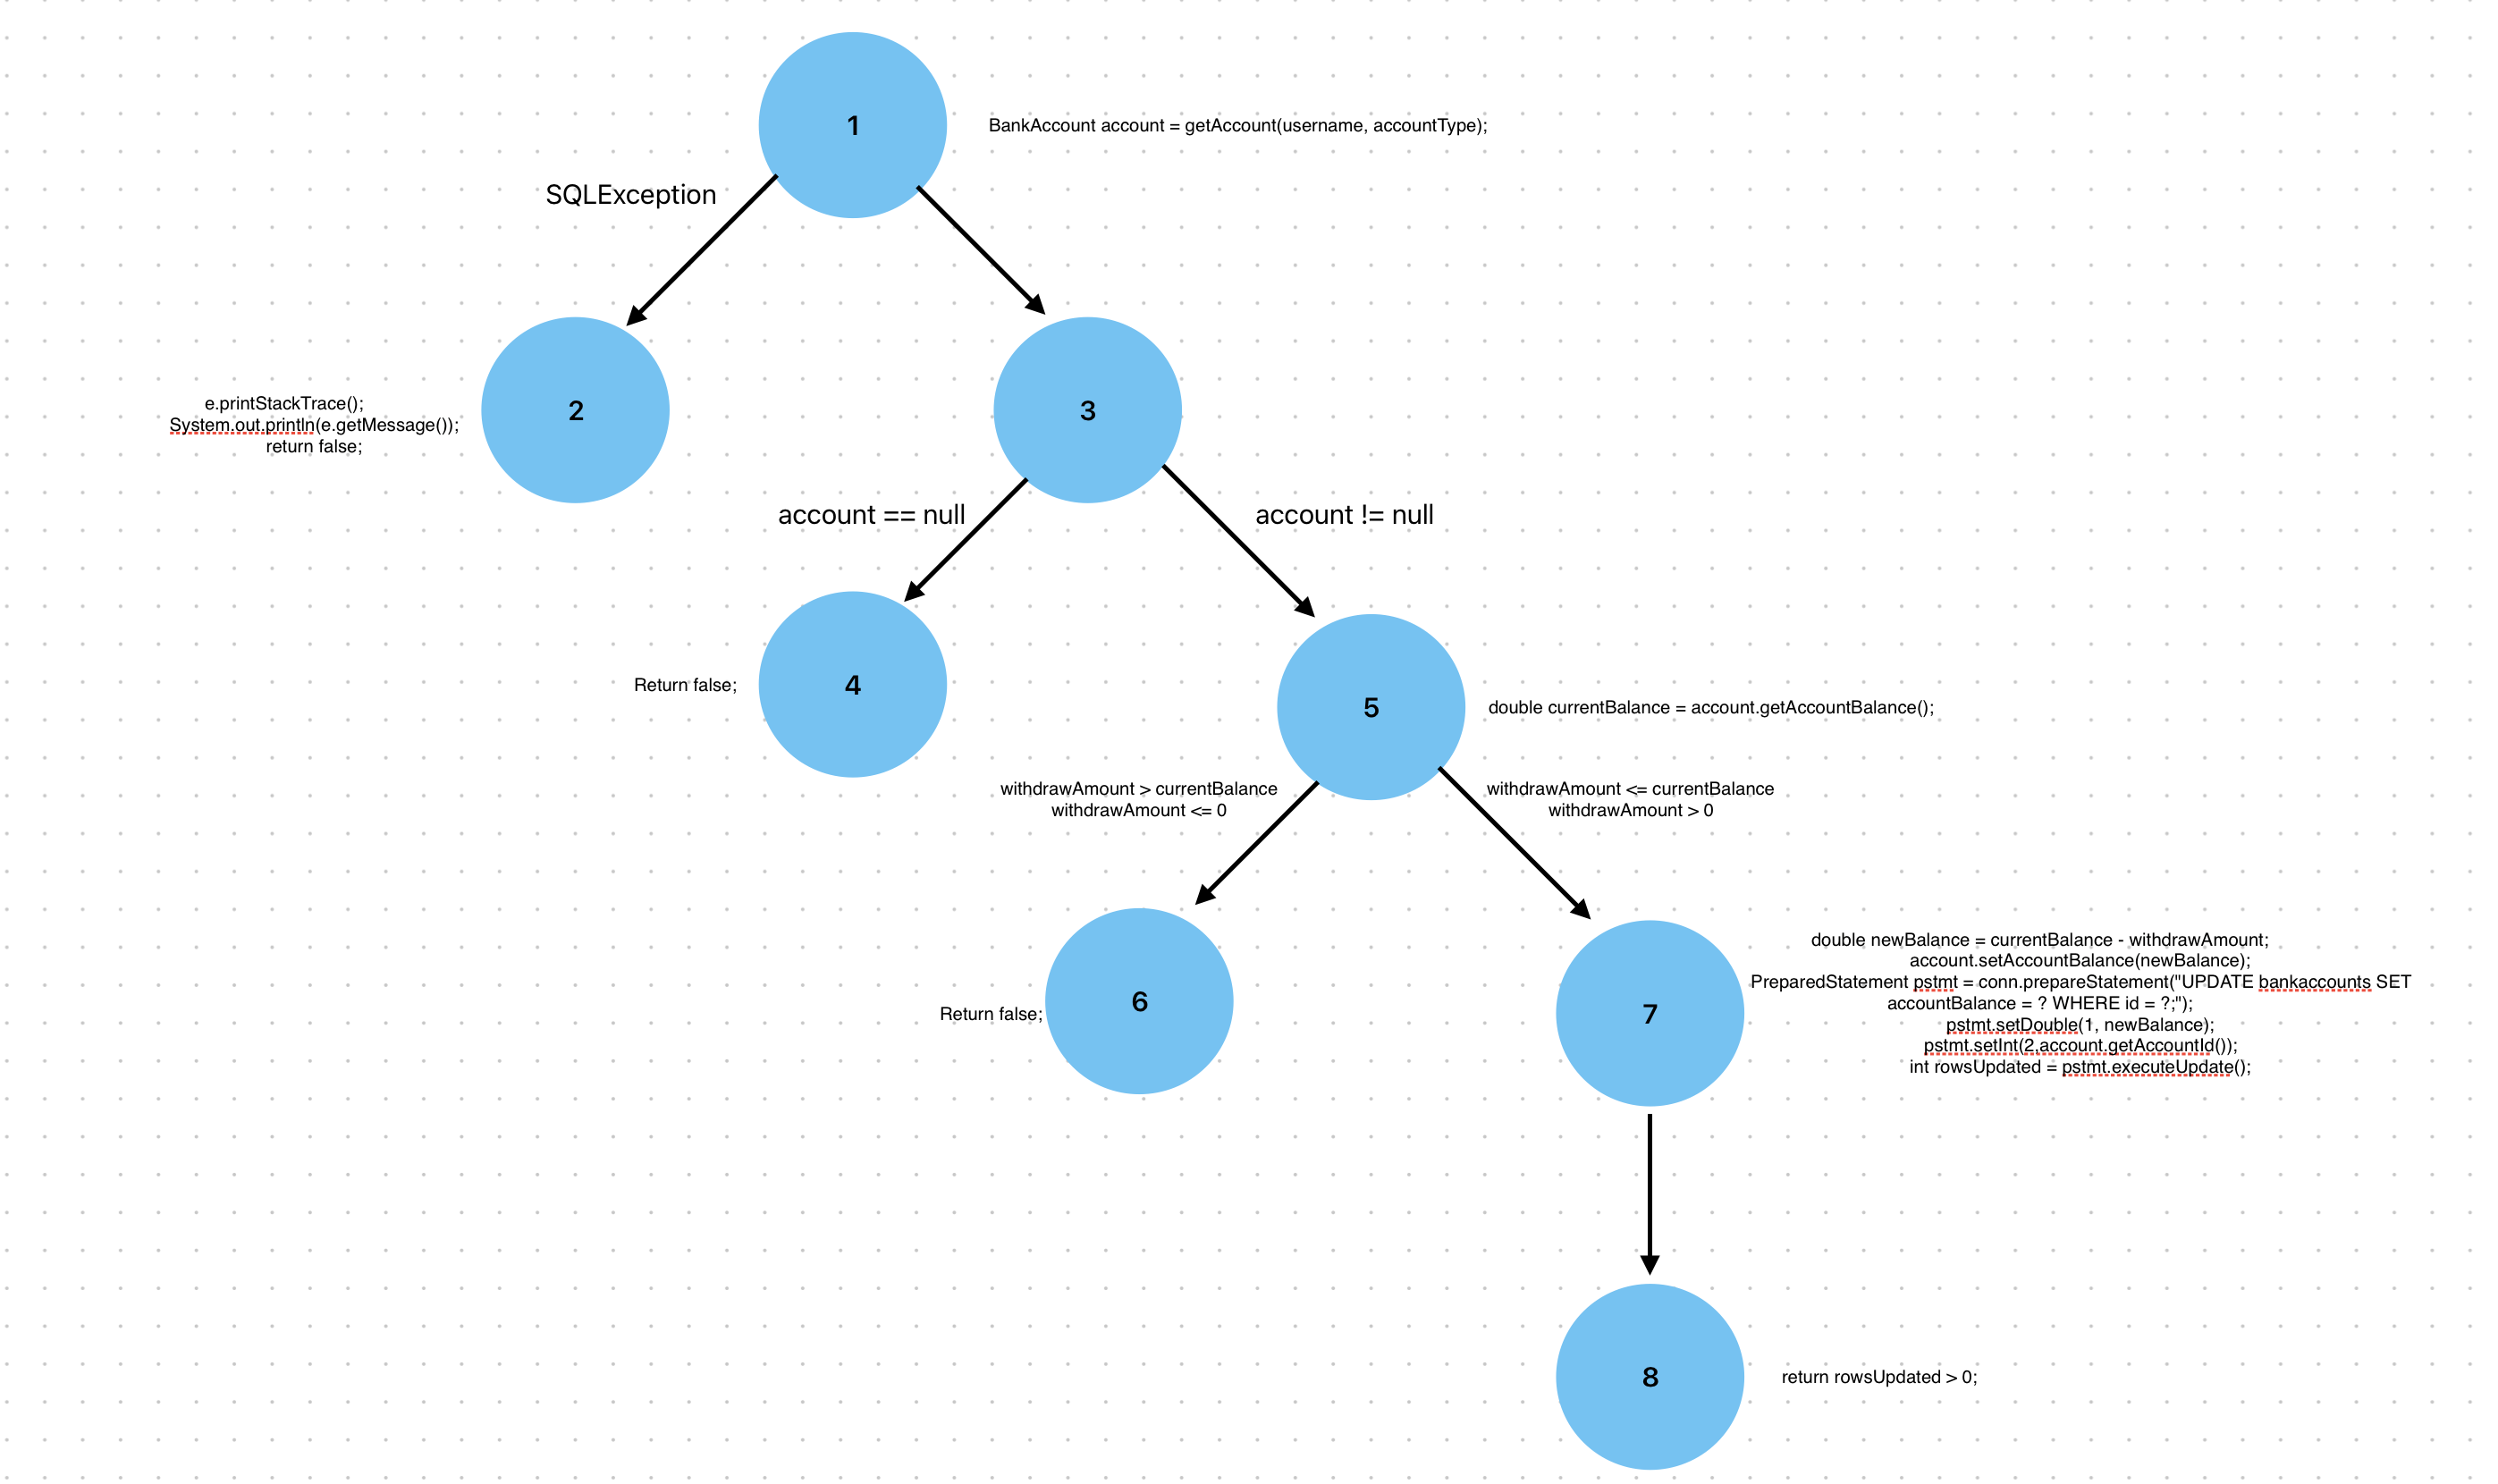 1
BankAccount account = getAccount(username, accountType);
SQLException
2
e.printStackTrace();
System.out.println(e.getMessage());
return false;
3
account == null
account != null
4
Return false;
5
double currentBalance = account.getAccountBalance();
withdrawAmount > currentBalance
withdrawAmount <= 0
withdrawAmount <= currentBalance
withdrawAmount > 0
6
Return false;
7
double newBalance = currentBalance - withdrawAmount;
account.setAccountBalance(newBalance);
PreparedStatement pstmt = conn.prepareStatement("UPDATE bankaccounts SET
accountBalance = ? WHERE id = ?;");
pstmt.setDouble(1, newBalance);
pstmt.setInt(2,account.getAccountId());
int rowsUpdated = pstmt.executeUpdate();
8
return rowsUpdated > 0;